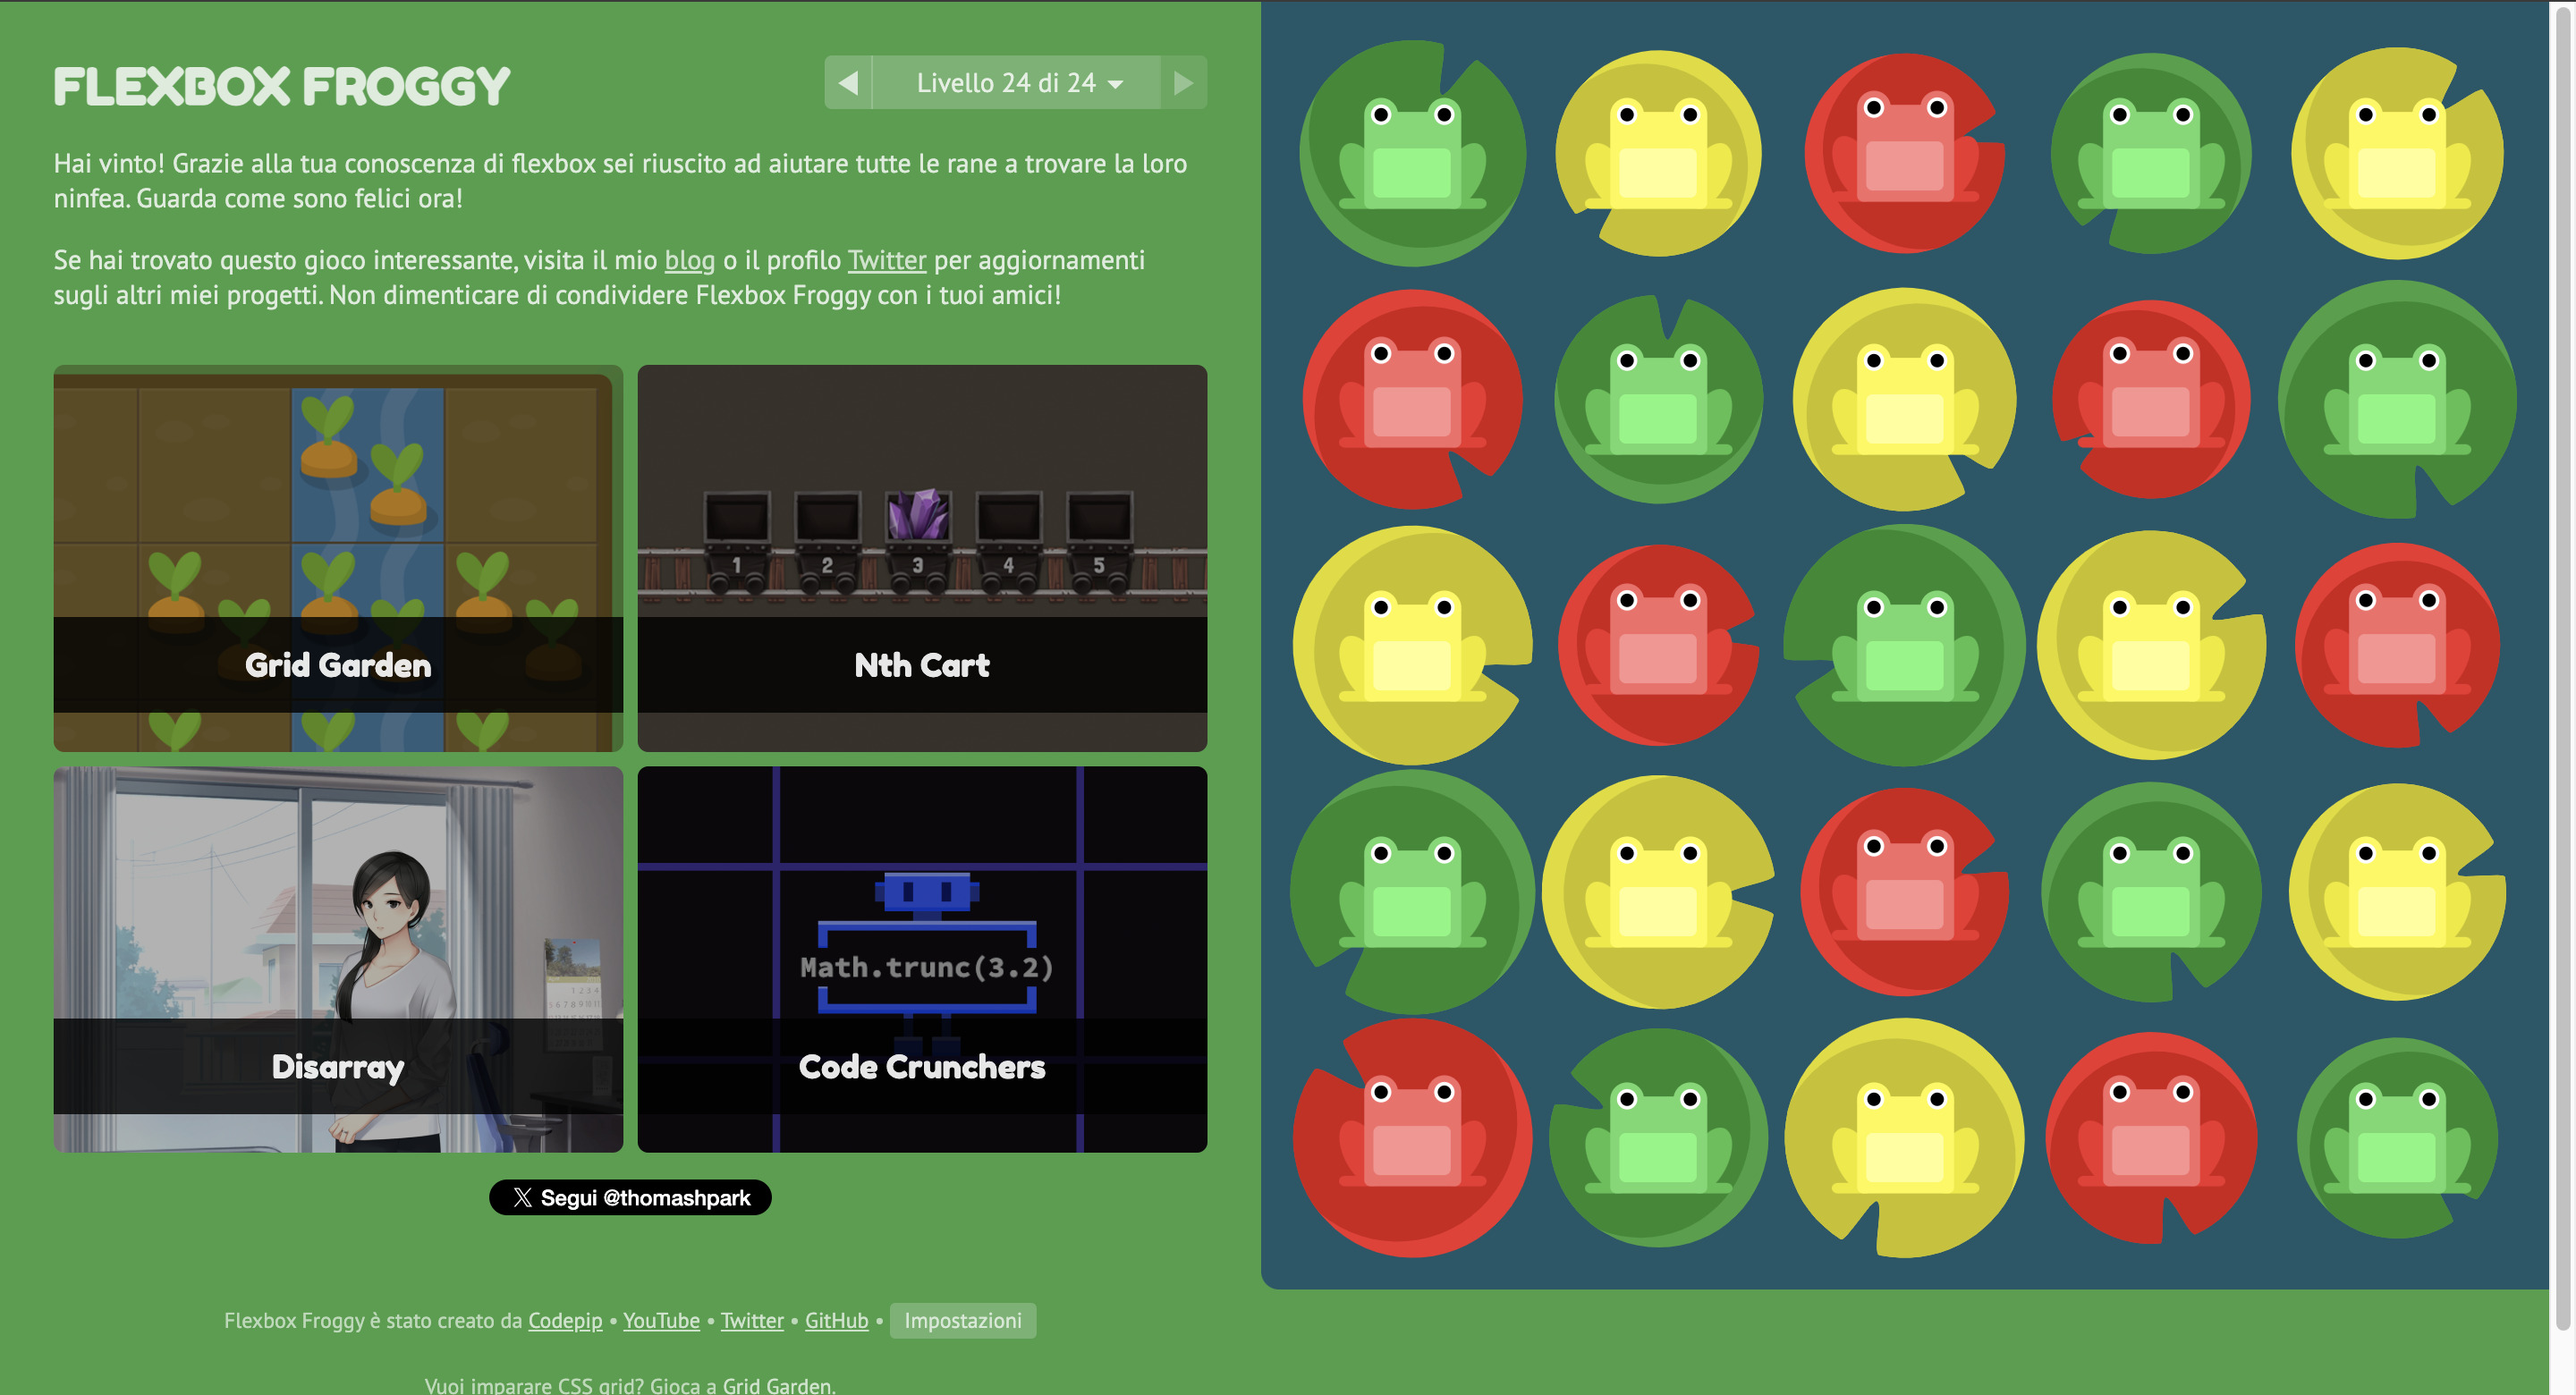 FLEXBOX FROGGY
Livello 24 di 24
Hai vinto! Grazie alla tua conoscenza di flexbox sei riuscito ad aiutare tutte le rane a trovare la loro
ninfea. Guarda come sono felici ora!
Se hai trovato questo gioco interessante, visita il mio blog o il profilo Twitter per aggiornamenti
sugli altri miei progetti. Non dimenticare di condividere Flexbox Froggy con i tuoi amici!
1 2 3 4 5
Grid Garden
Nth Cart
Math.trunc(3.2)
Disarray
Code Crunchers
Segui @thomashpark
Flexbox Froggy è stato creato da Codepip • YouTube • Twitter • GitHub • Impostazioni
Vuoi imparare CSS grid? Gioca a Grid Garden.